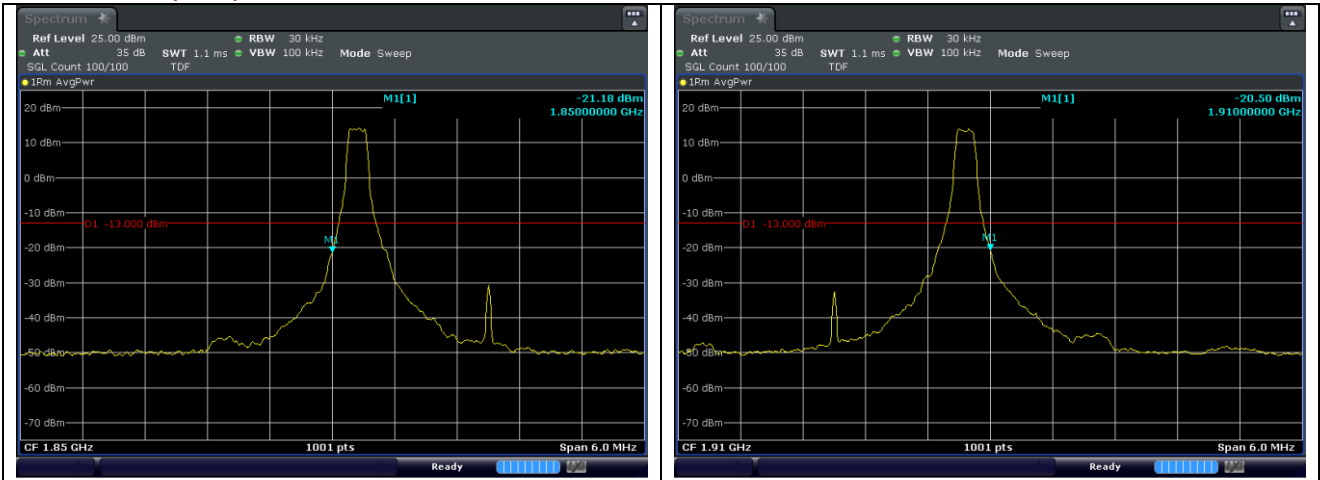 Spectrum
Ref Level 25.00 dBm RBW 30 kHz
Att 35 dB SWT 1.1 ms VBW 100 kHz Mode Sweep
SGL Count 100/100 TDF
1Rm AvgPwr
M1[1] -21.18 dBm
1.85000000 GHz
20 dBm
10 dBm
0 dBm
-10 dBm
D1 -13.000 dBm
M1
-20 dBm
-30 dBm
-40 dBm
-50 dBm
-60 dBm
-70 dBm
CF 1.85 GHz 1001 pts Span 6.0 MHz
Ready
Spectrum
Ref Level 25.00 dBm RBW 30 kHz
Att 35 dB SWT 1.1 ms VBW 100 kHz Mode Sweep
SGL Count 100/100 TDF
1Rm AvgPwr
M1[1] -20.50 dBm
1.91000000 GHz
20 dBm
10 dBm
0 dBm
-10 dBm
D1 -13.000 dBm
M1
-20 dBm
-30 dBm
-40 dBm
-50 dBm
-60 dBm
-70 dBm
CF 1.91 GHz 1001 pts Span 6.0 MHz
Ready